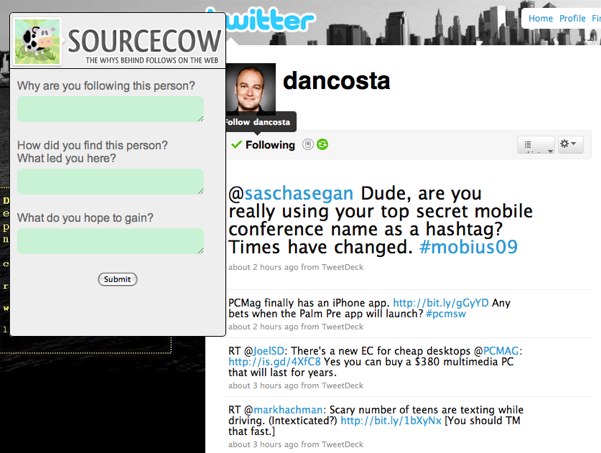 SOURCECOW
THE WHYS BEHIND FOLLOWS ON THE WEB
Why are you following this person?
How did you find this person?
What led you here?
What do you hope to gain?
Submit
twitter
Home Profile
dancosta
Follow dancosta
Following
@saschasegan Dude, are you
really using your top secret mobile
conference name as a hashtag?
Times have changed. #mobius09
about 2 hours ago from TweetDeck
PCMag finally has an iPhone app. http://bit.ly/gGyYD Any
bets when the Palm Pre app will launch? #pcmsw
about 2 hours ago from TweetDeck
RT @JoelSD: There's a new EC for cheap desktops @PCMAG:
http://is.gd/4XfC8 Yes you can buy a $380 multimedia PC
that will last for years.
about 3 hours ago from TweetDeck
RT @markhachman: Scary number of teens are texting while
driving. (Intexticated?) http://bit.ly/1bXyNx [You should TM
that fast.]
about 3 hours ago from TweetDeck